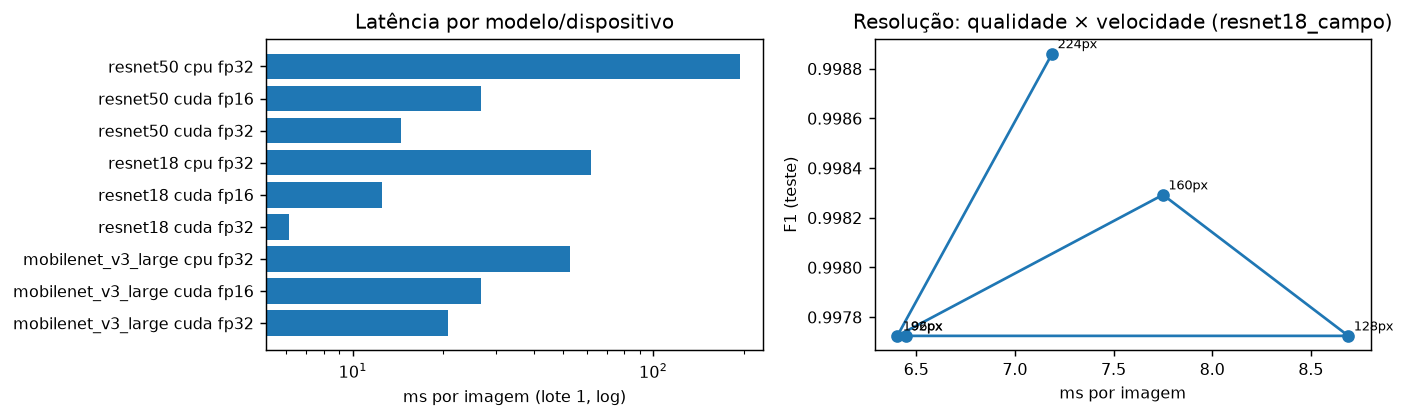 Latência por modelo/dispositivo
resnet50 cpu fp32
resnet50 cuda fp16
resnet50 cuda fp32
resnet18 cpu fp32
resnet18 cuda fp16
resnet18 cuda fp32
mobilenet_v3_large cpu fp32
mobilenet_v3_large cuda fp16
mobilenet_v3_large cuda fp32
10¹
10²
ms por imagem (lote 1, log)
Resolução: qualidade × velocidade (resnet18_campo)
F1 (teste)
0.9988
0.9986
0.9984
0.9982
0.9980
0.9978
224px
160px
128px
6.5
7.0
7.5
8.0
8.5
ms por imagem